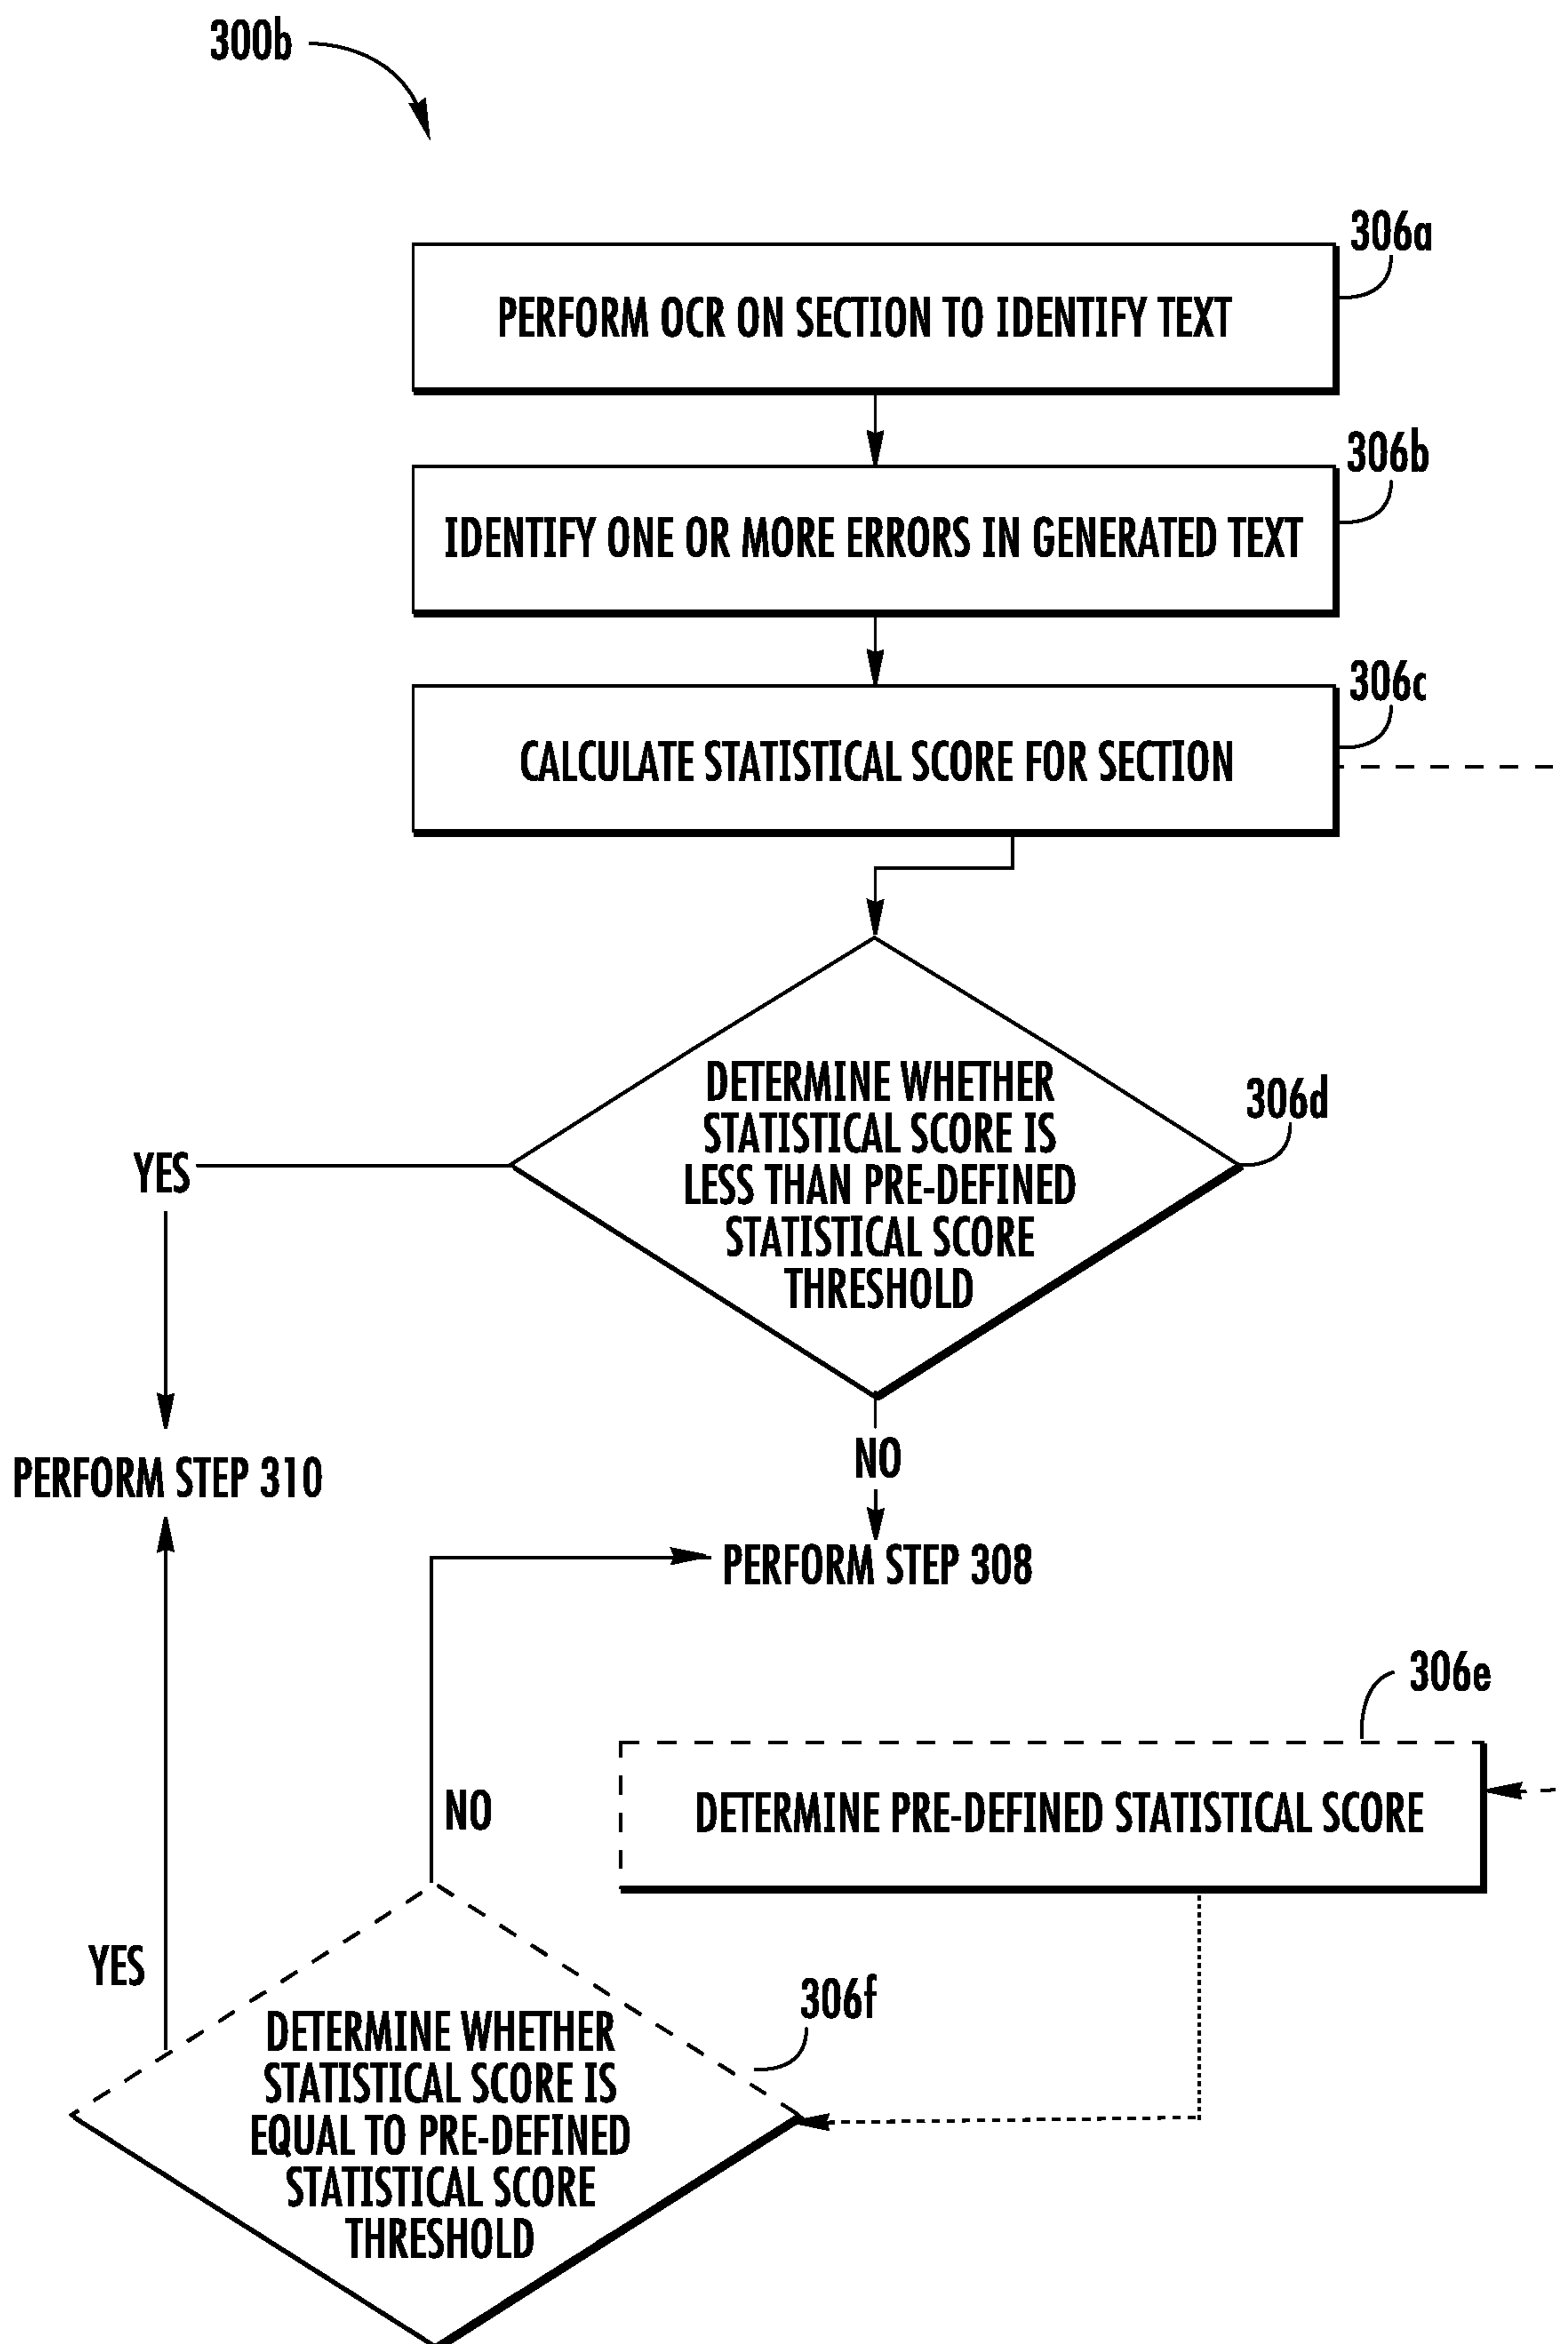 300b
306a
PERFORM OCR ON SECTION TO IDENTIFY TEXT
306b
IDENTIFY ONE OR MORE ERRORS IN GENERATED TEXT
306c
CALCULATE STATISTICAL SCORE FOR SECTION
DETERMINE WHETHER
STATISTICAL SCORE IS
LESS THAN PRE-DEFINED
STATISTICAL SCORE
THRESHOLD
306d
YES
NO
PERFORM STEP 310
PERFORM STEP 308
306e
DETERMINE PRE-DEFINED STATISTICAL SCORE
NO
YES
306f
DETERMINE WHETHER
STATISTICAL SCORE IS
EQUAL TO PRE-DEFINED
STATISTICAL SCORE
THRESHOLD